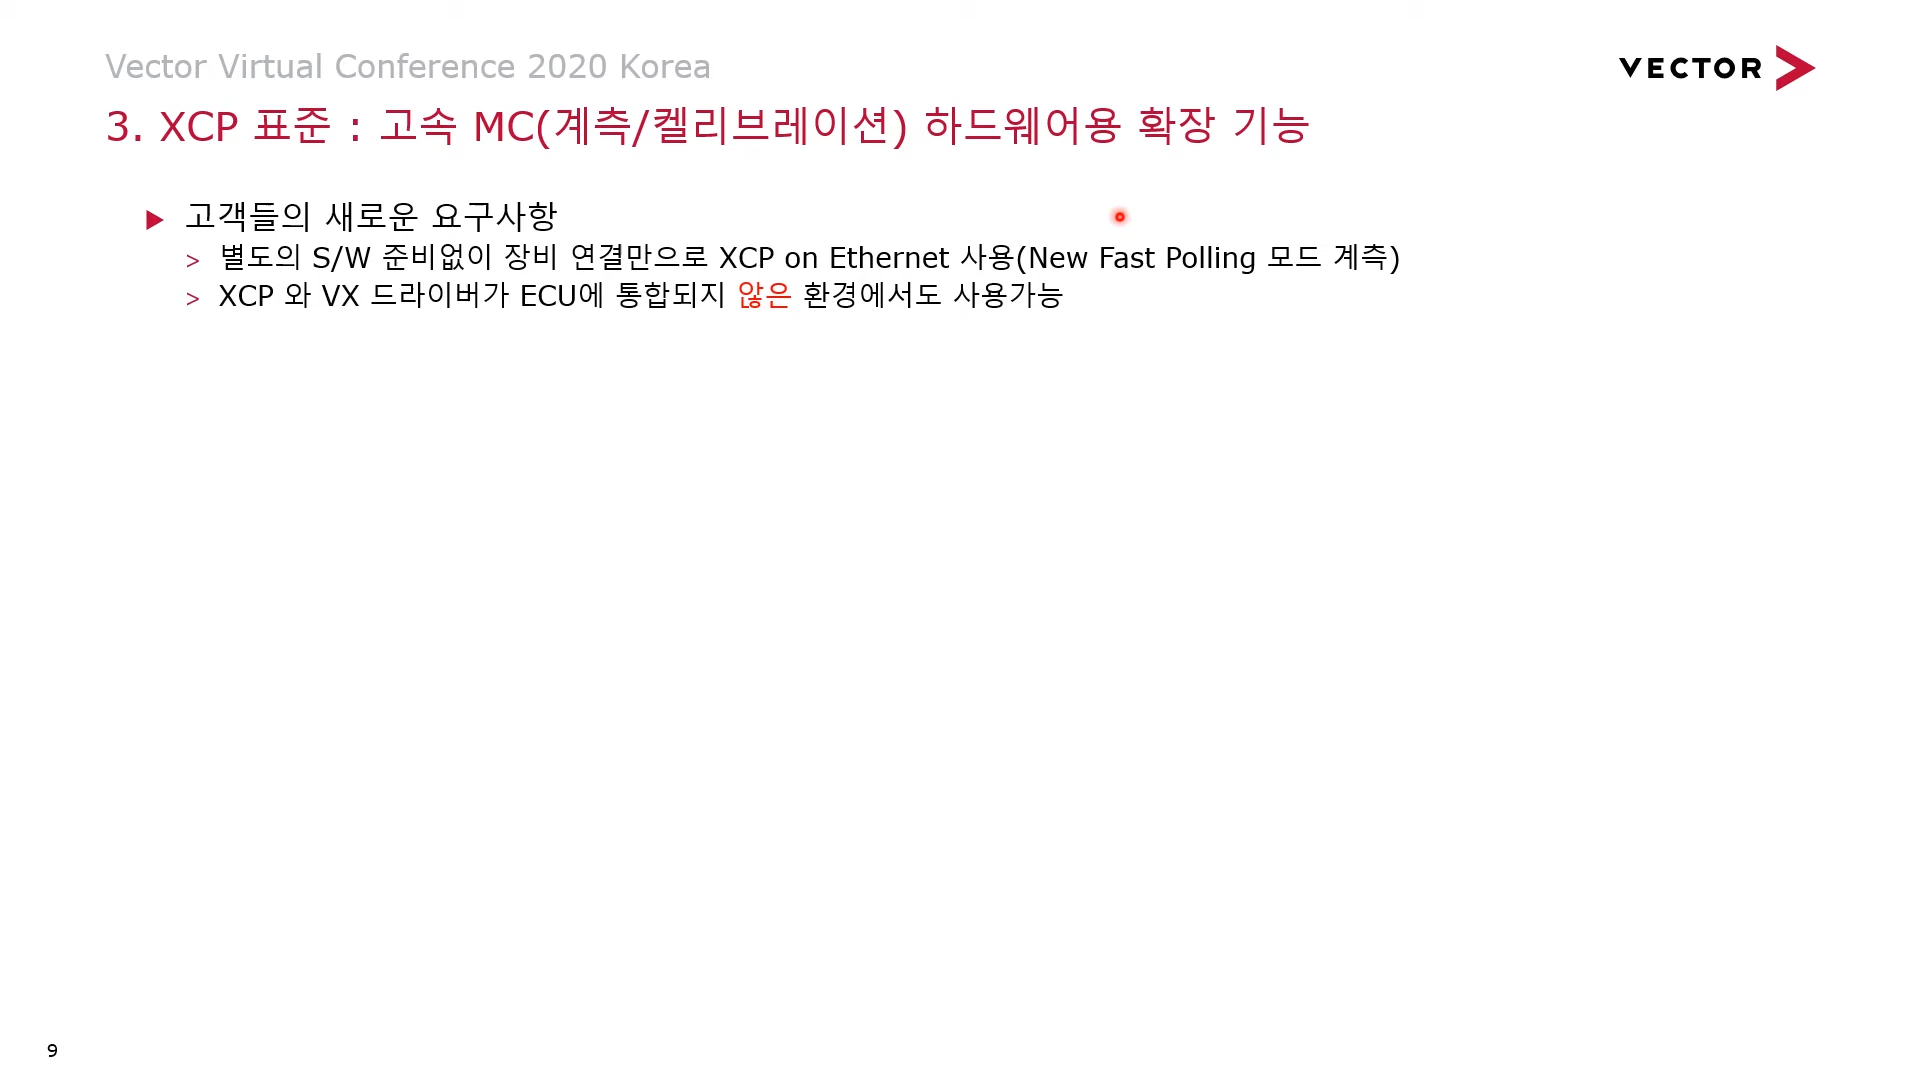 Vector Virtual Conference 2020 Korea
VECTOR
3. XCP 표준 : 고속 MC(계측/켈리브레이션) 하드웨어용 확장 기능
▶ 고객들의 새로운 요구사항
> 별도의 S/W 준비없이 장비 연결만으로 XCP on Ethernet 사용(New Fast Polling 모드 계측)
> XCP 와 VX 드라이버가 ECU에 통합되지 않은 환경에서도 사용가능
9